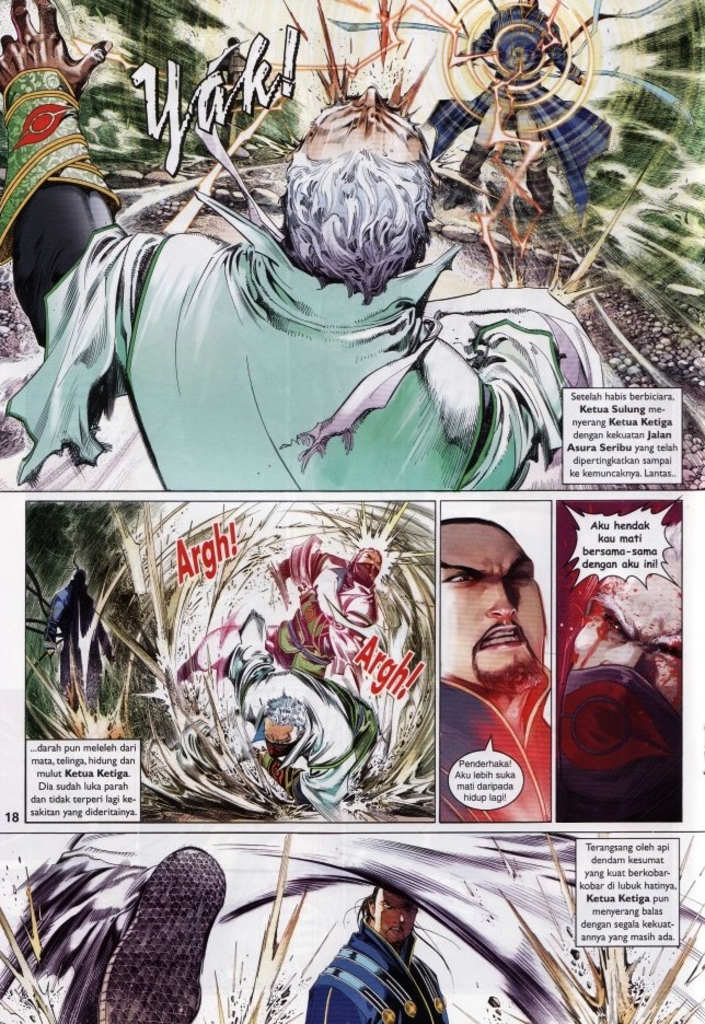 Yak!
Setelah habis berbiciara,
Ketua Sulung me-
nyerang Ketua Ketiga
dengan kekuatan Jalan
Asura Seribu yang telah
dipertingkatkan sampai
ke kemuncaknya. Lantas..
Argh!
Argh!
...darah pun meleleh dari
mata, telinga, hidung dan
mulut Ketua Ketiga.
Dia sudah luka parah
dan tidak terperi lagi ke-
sakitan yang dideritainya.
Penderhaka!
Aku lebih suka
mati daripada
hidup lagi!
Aku hendak
kau mati
bersama-sama
dengan aku ini!
18
Terangsang oleh api
dendam kesumat
yang kuat berkobar-
kobar di lubuk hatinya,
Ketua Ketiga pun
menyerang balas
dengan segala kekuat-
annya yang masih ada.